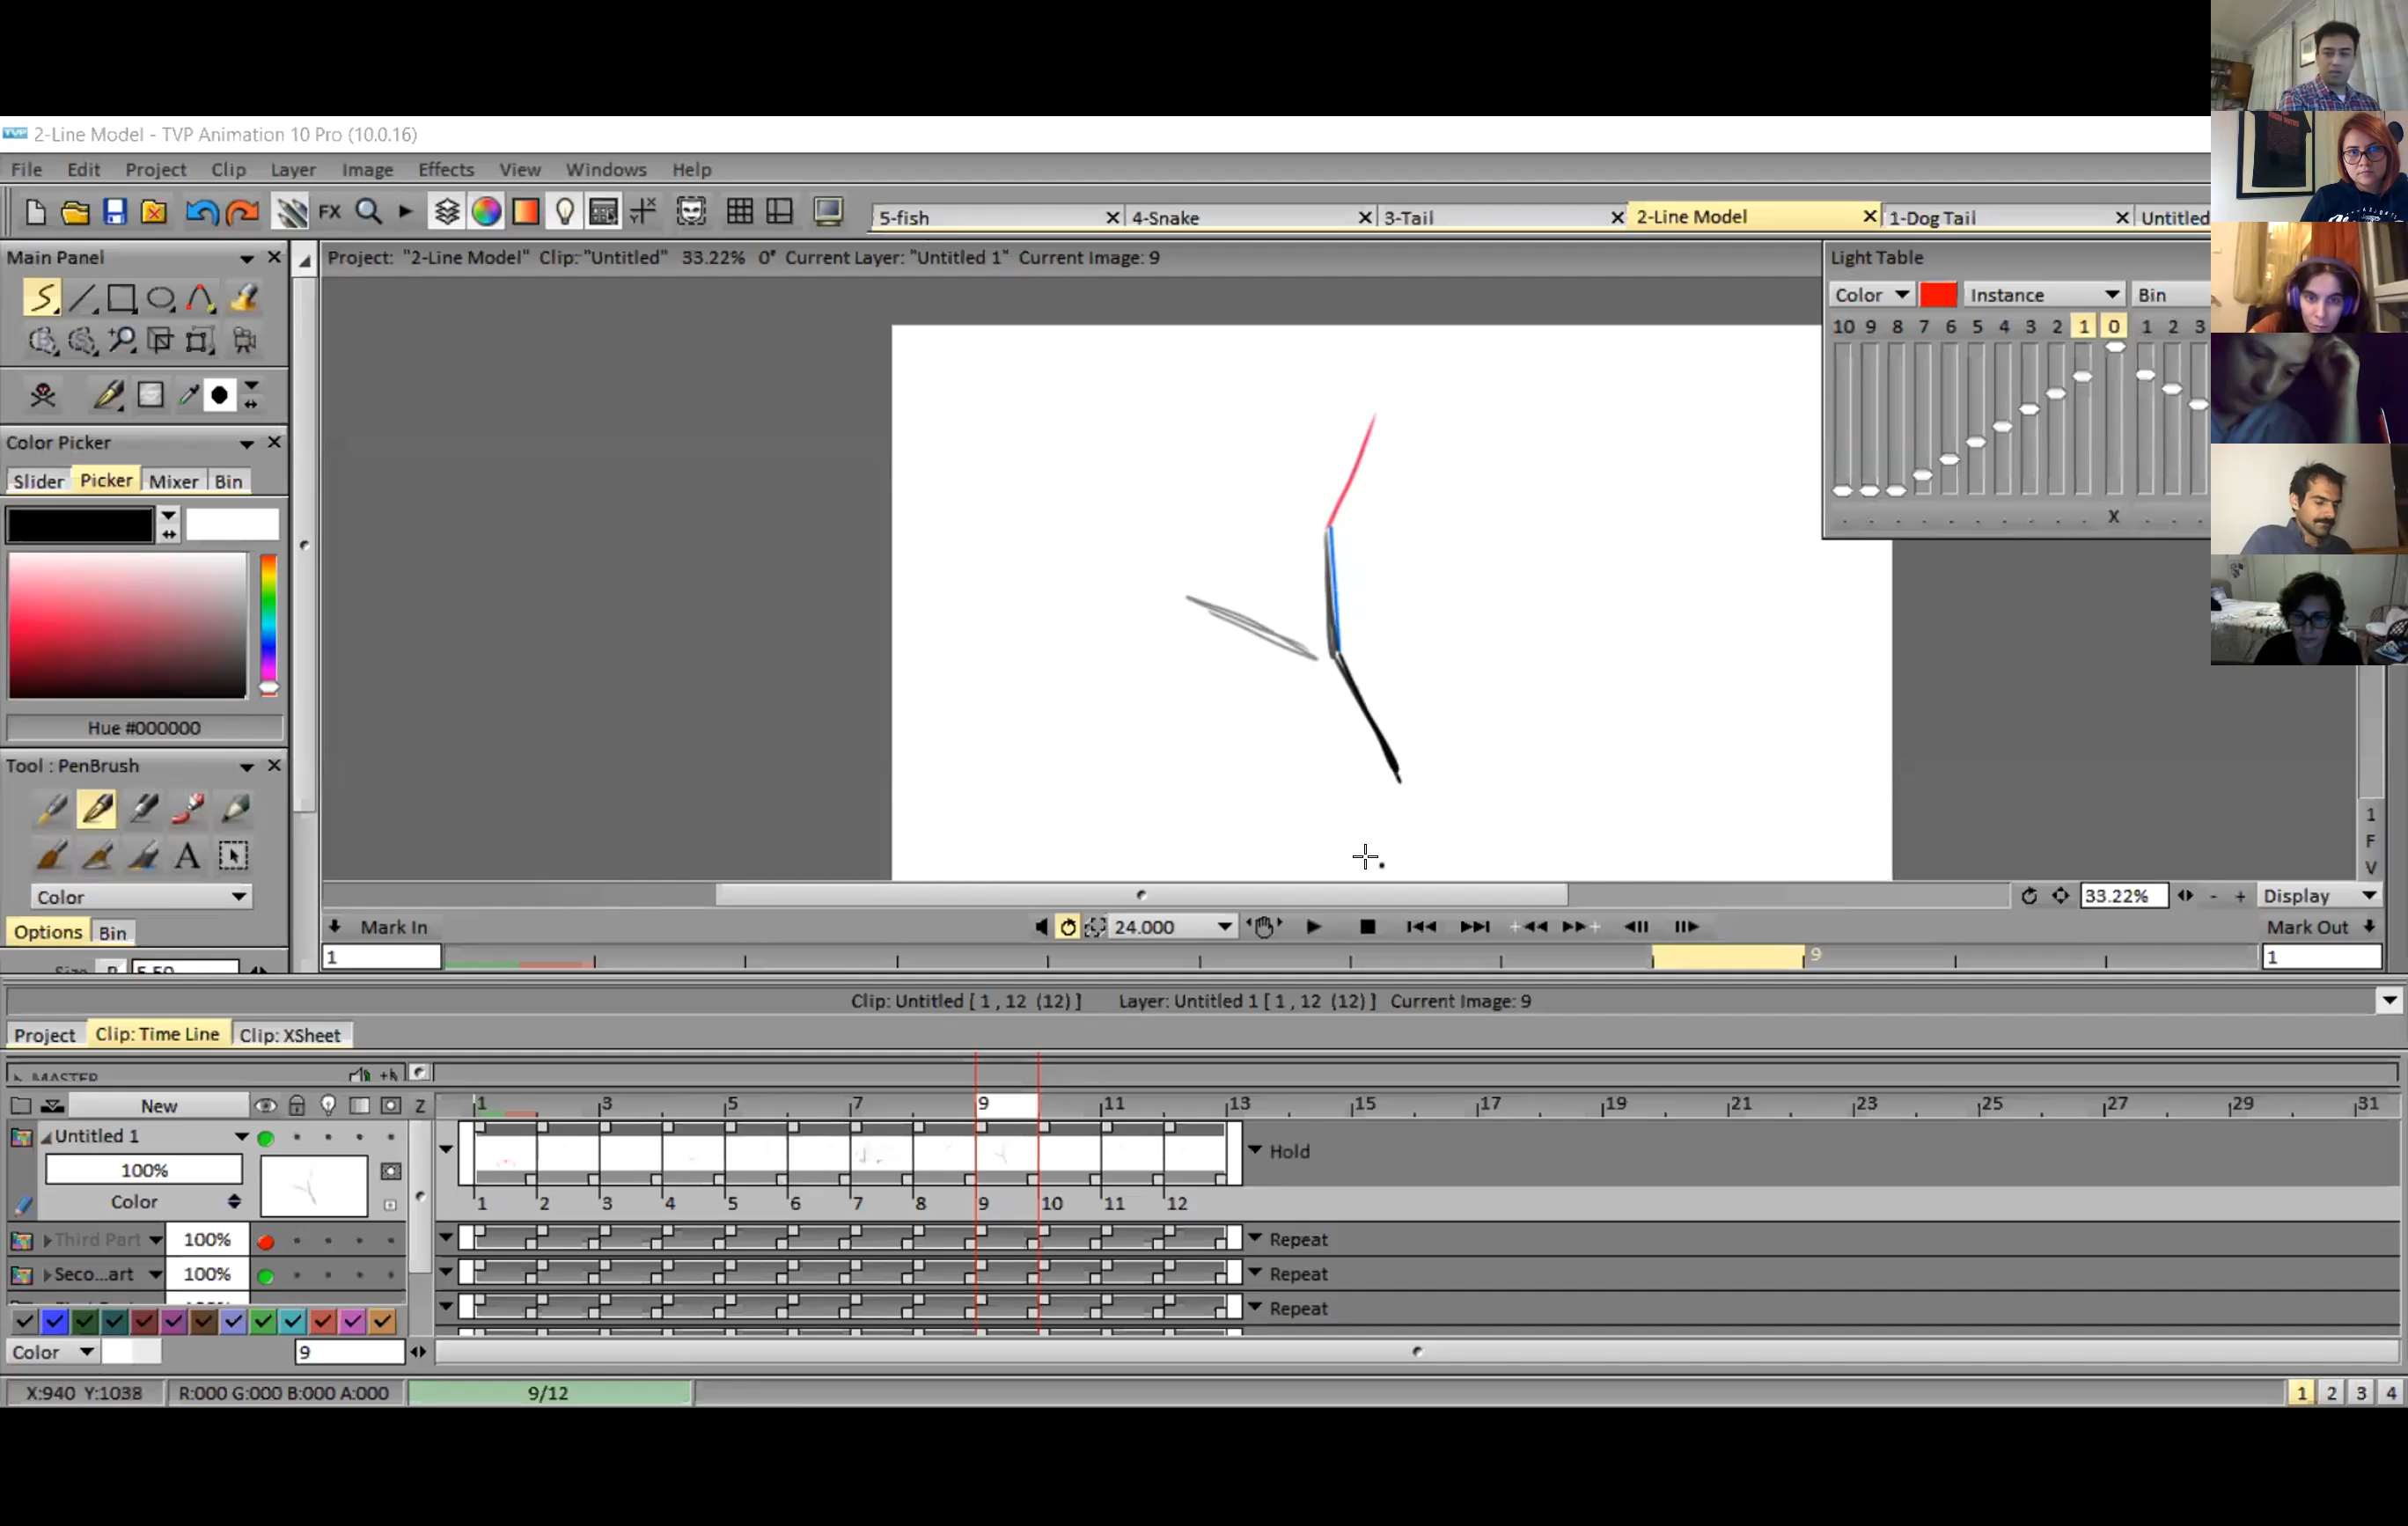 2-Line Model - TVP Animation 10 Pro (10.0.16)
File Edit Project Clip Layer Image Effects View Windows Help
FX
5-fish 4-Snake 3-Tail 2-Line Model 1-Dog Tail Untitled
Main Panel
Project: "2-Line Model" Clip: "Untitled" 33.22% 0° Current Layer: "Untitled 1" Current Image: 9
Light Table
Color Instance Bin
10 9 8 7 6 5 4 3 2 1 0 1 2 3
X
Color Picker
Slider Picker Mixer Bin
Hue #000000
Tool : PenBrush
A
Color
Options Bin
1
F
V
33.22% - + Display
Mark In 24.000 Mark Out
1 9 1
Clip: Untitled [ 1 , 12 (12) ] Layer: Untitled 1 [ 1 , 12 (12) ] Current Image: 9
Project Clip: Time Line Clip: XSheet
MASTER
New Z 1 3 5 7 9 11 13 15 17 19 21 23 25 27 29 31
Untitled 1
100% Hold
Color 1 2 3 4 5 6 7 8 9 10 11 12
Third Part 100% Repeat
Seco...art 100% Repeat
Repeat
Color 9
X:940 Y:1038 R:000 G:000 B:000 A:000 9/12 1 2 3 4